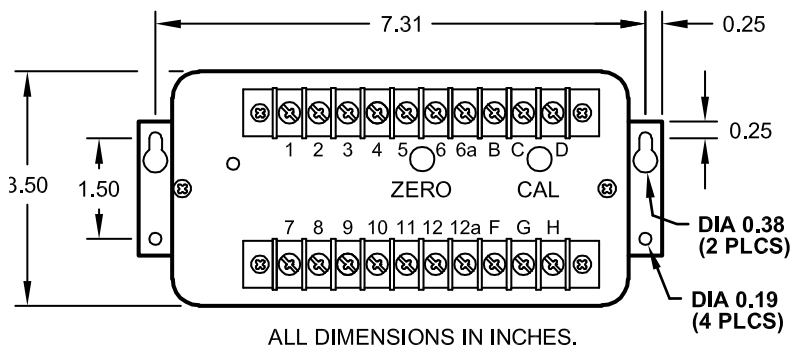 7.31
0.25
1 2 3 4 5 6 6a B C D
0.25
3.50
1.50
ZERO CAL
7 8 9 10 11 12 12a F G H
DIA 0.38
(2 PLCS)
DIA 0.19
(4 PLCS)
ALL DIMENSIONS IN INCHES.